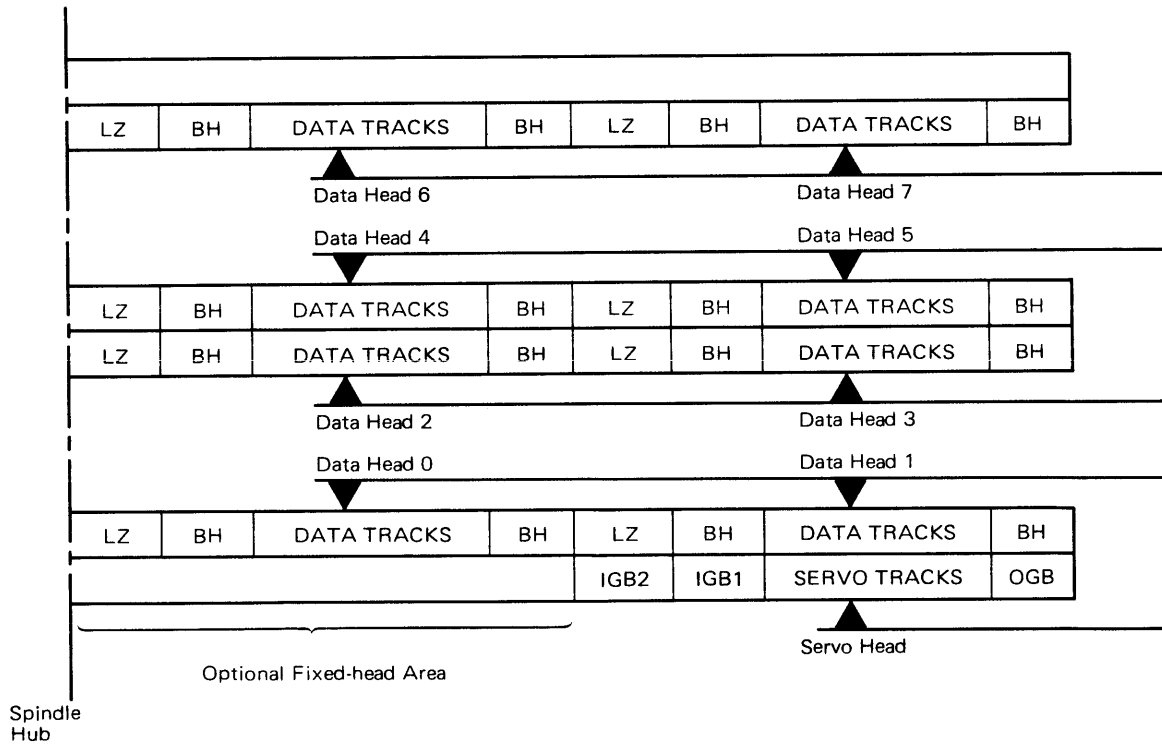 LZ BH DATA TRACKS BH LZ BH DATA TRACKS BH
Data Head 6 Data Head 7
Data Head 4 Data Head 5
LZ BH DATA TRACKS BH LZ BH DATA TRACKS BH
LZ BH DATA TRACKS BH LZ BH DATA TRACKS BH
Data Head 2 Data Head 3
Data Head 0 Data Head 1
LZ BH DATA TRACKS BH LZ BH DATA TRACKS BH
IGB2 IGB1 SERVO TRACKS OGB
Servo Head
Optional Fixed-head Area
Spindle
Hub